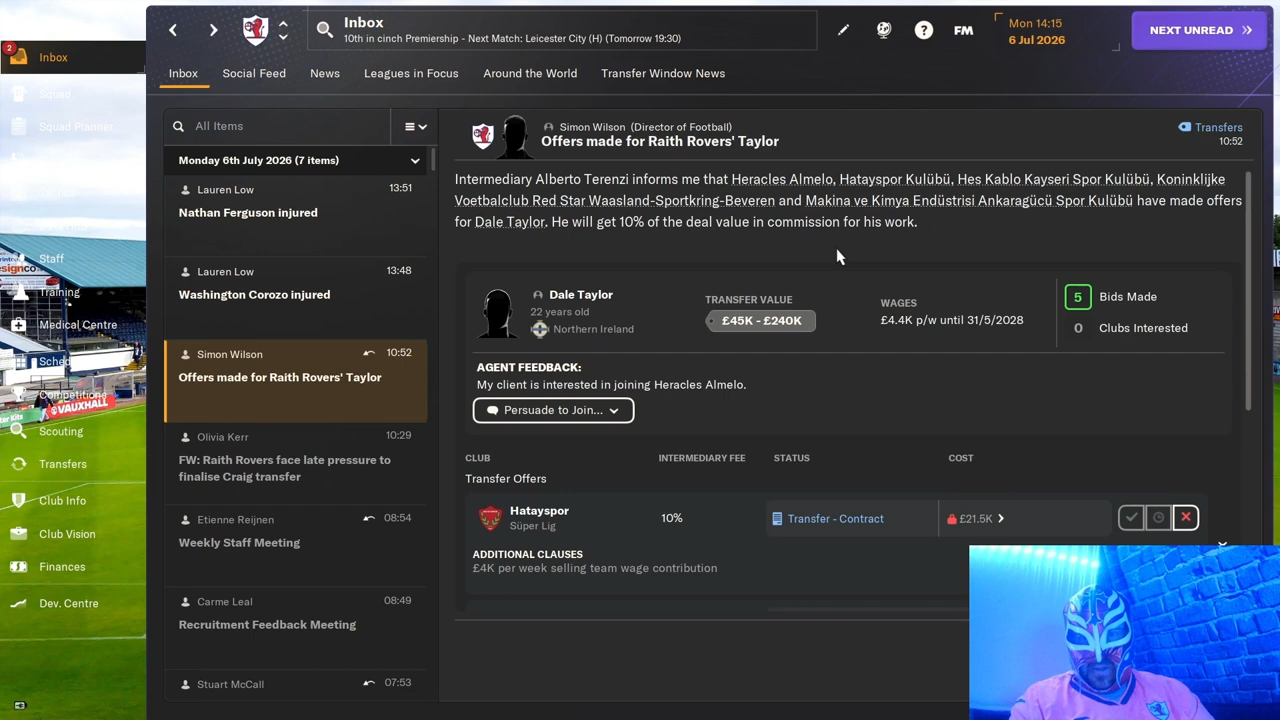 Inbox
10th in cinch Premiership - Next Match: Leicester City (H) (Tomorrow 19:30)
FM
Mon 14:15
6 Jul 2026
NEXT UNREAD
Inbox
Social Feed
News
Leagues in Focus
Around the World
Transfer Window News
2
Inbox
Squad
Squad Planner
Staff
Training
Medical Centre
Sched
Competitions
Scouting
Transfers
Club Info
Club Vision
Finances
Dev. Centre
VAUXHALL
All Items
Monday 6th July 2026 (7 items)
Lauren Low
13:51
Nathan Ferguson injured
Lauren Low
13:48
Washington Corozo injured
Simon Wilson
10:52
Offers made for Raith Rovers' Taylor
Olivia Kerr
10:29
FW: Raith Rovers face late pressure to
finalise Craig transfer
Etienne Reijnen
08:54
Weekly Staff Meeting
Carme Leal
08:49
Recruitment Feedback Meeting
Stuart McCall
07:53
Simon Wilson (Director of Football)
Offers made for Raith Rovers' Taylor
Transfers
10:52
Intermediary Alberto Terenzi informs me that Heracles Almelo, Hatayspor Kulübü, Hes Kablo Kayseri Spor Kulübü, Koninklijke
Voetbalclub Red Star Waasland-Sportkring-Beveren and Makina ve Kimya Endüstrisi Ankaragücü Spor Kulübü have made offers
for Dale Taylor. He will get 10% of the deal value in commission for his work.
Dale Taylor
22 years old
Northern Ireland
TRANSFER VALUE
£45K - £240K
WAGES
£4.4K p/w until 31/5/2028
5 Bids Made
0 Clubs Interested
AGENT FEEDBACK:
My client is interested in joining Heracles Almelo.
Persuade to Join...
CLUB
INTERMEDIARY FEE
STATUS
COST
Transfer Offers
Hatayspor
Süper Lig
10%
Transfer - Contract
£21.5K
ADDITIONAL CLAUSES
£4K per week selling team wage contribution